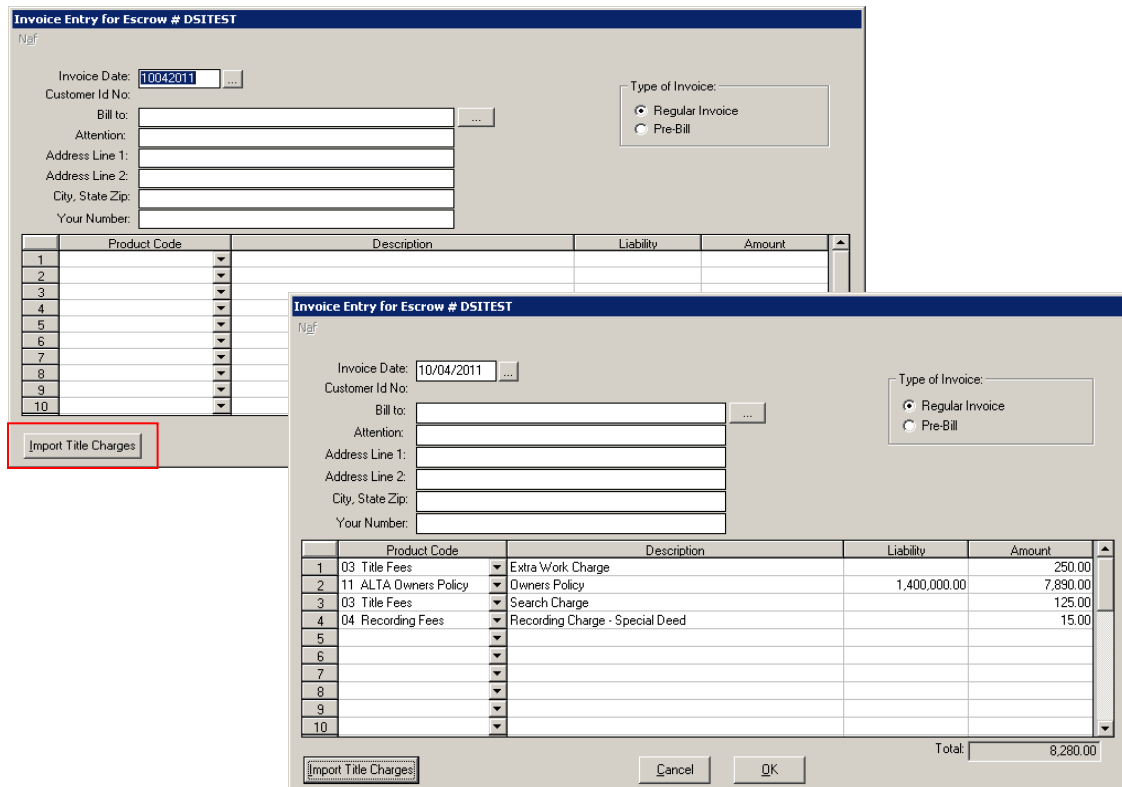 Invoice Entry for Escrow # DSITEST
Naf
Invoice Date: 10042011 ...
Customer Id No:
Bill to: ...
Attention:
Address Line 1:
Address Line 2:
City, State Zip:
Your Number:
Type of Invoice:
Regular Invoice
Pre-Bill
Product Code Description Liability Amount
1
2
3
4
5
6
7
8
9
10
Import Title Charges
Invoice Entry for Escrow # DSITEST
Naf
Invoice Date: 10/04/2011 ...
Customer Id No:
Bill to: ...
Attention:
Address Line 1:
Address Line 2:
City, State Zip:
Your Number:
Type of Invoice:
Regular Invoice
Pre-Bill
Product Code Description Liability Amount
1 03 Title Fees Extra Work Charge 250.00
2 11 ALTA Owners Policy Owners Policy 1,400,000.00 7,890.00
3 03 Title Fees Search Charge 125.00
4 04 Recording Fees Recording Charge - Special Deed 15.00
5
6
7
8
9
10
Total: 8,280.00
Import Title Charges Cancel OK